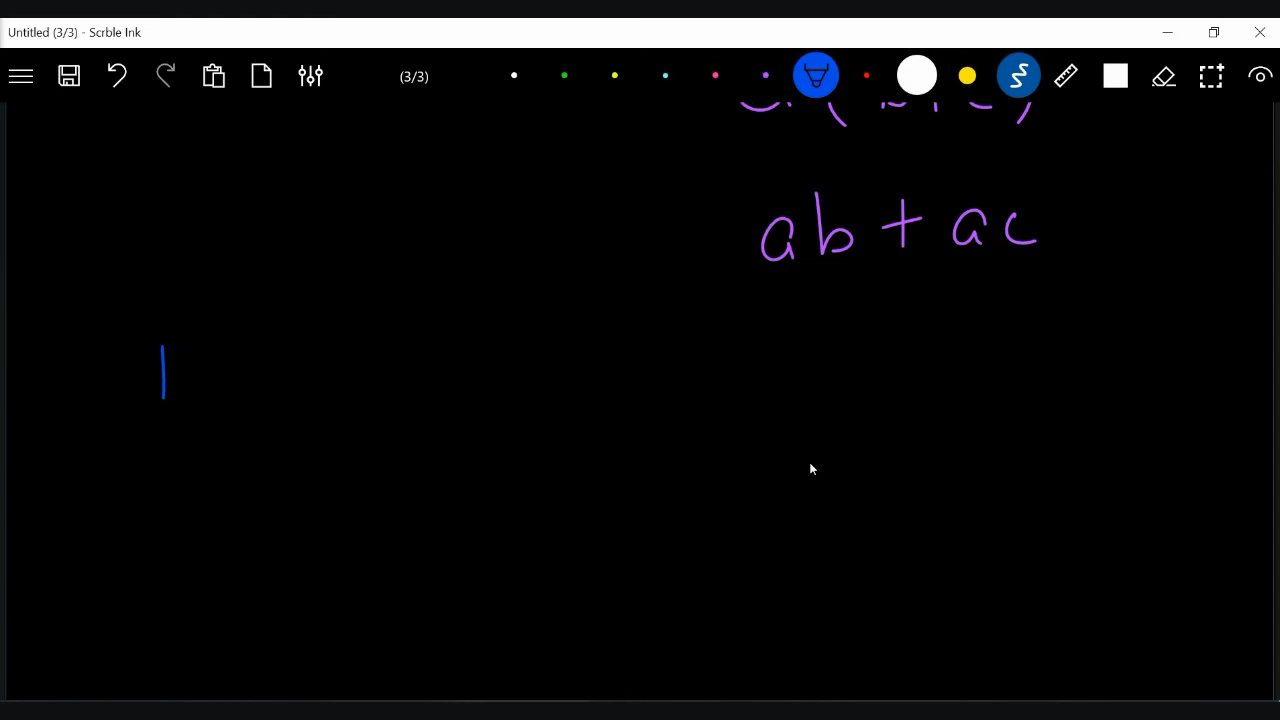 Untitled (3/3) - Scrble Ink
(3/3)
ab + ac